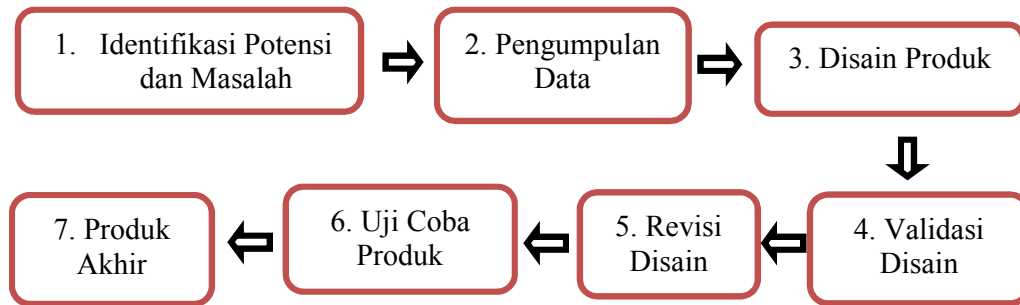 1. Identifikasi Potensi
dan Masalah
2. Pengumpulan
Data
3. Disain Produk
4. Validasi
Disain
5. Revisi
Disain
6. Uji Coba
Produk
7. Produk
Akhir